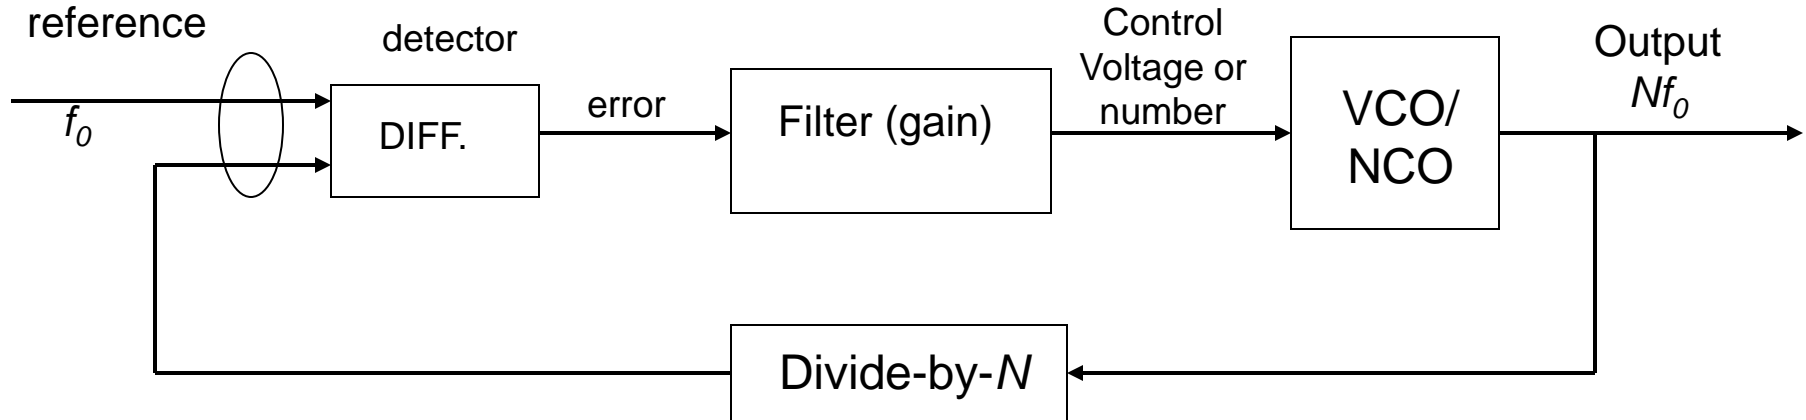 reference
f0
detector
DIFF.
error
Filter (gain)
Control
Voltage or
number
VCO/
NCO
Output
Nf0
Divide-by-N